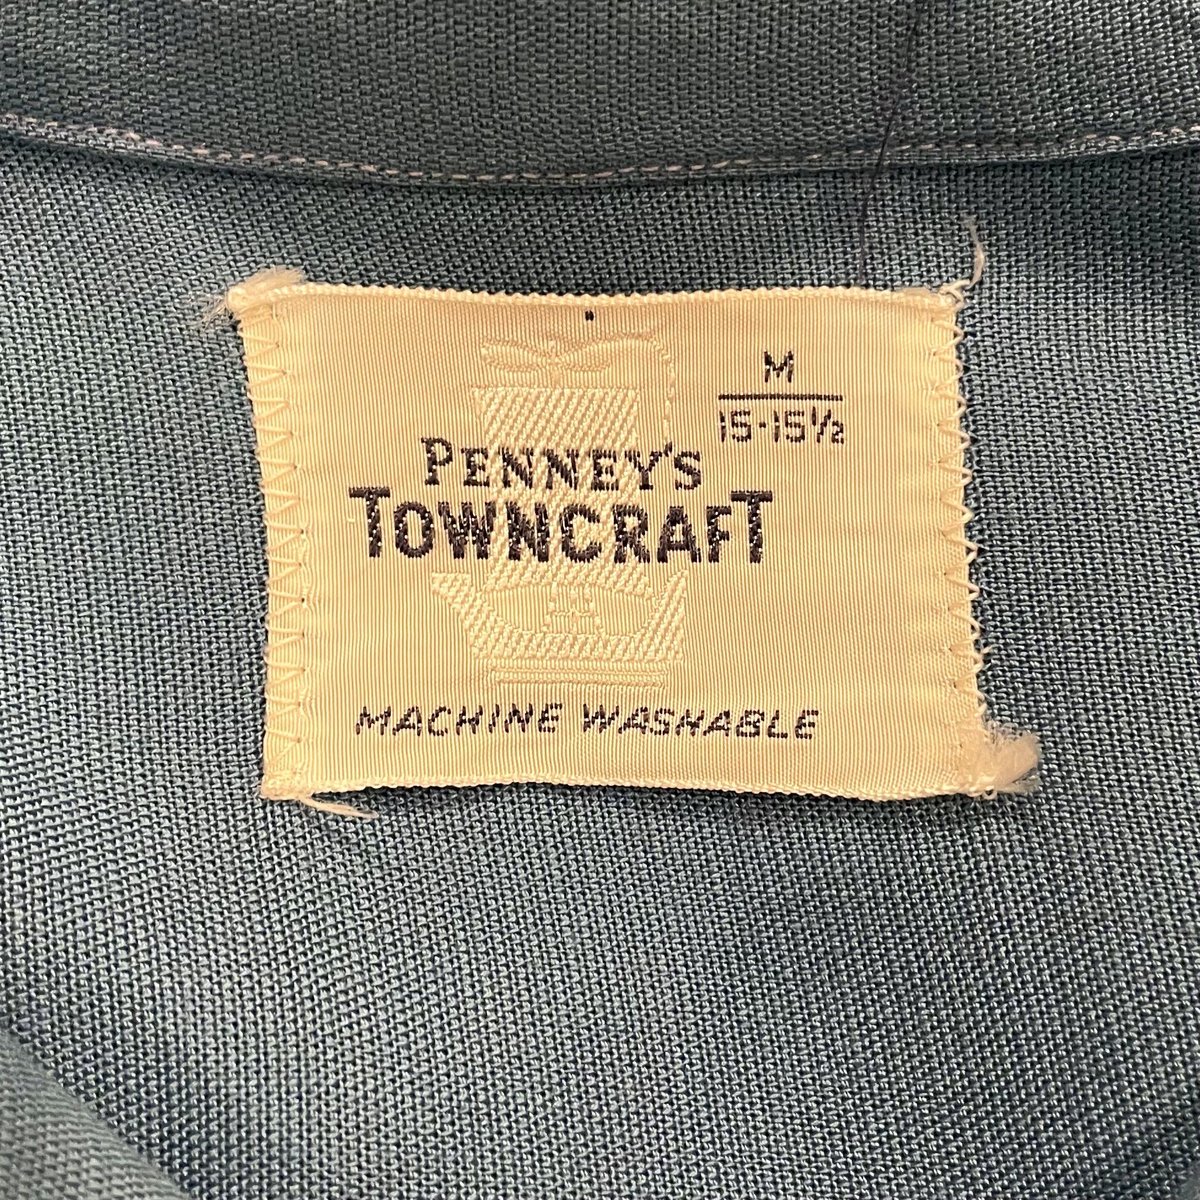 M
15-15½
PENNEY'S
TOWNCRAFT
MACHINE WASHABLE